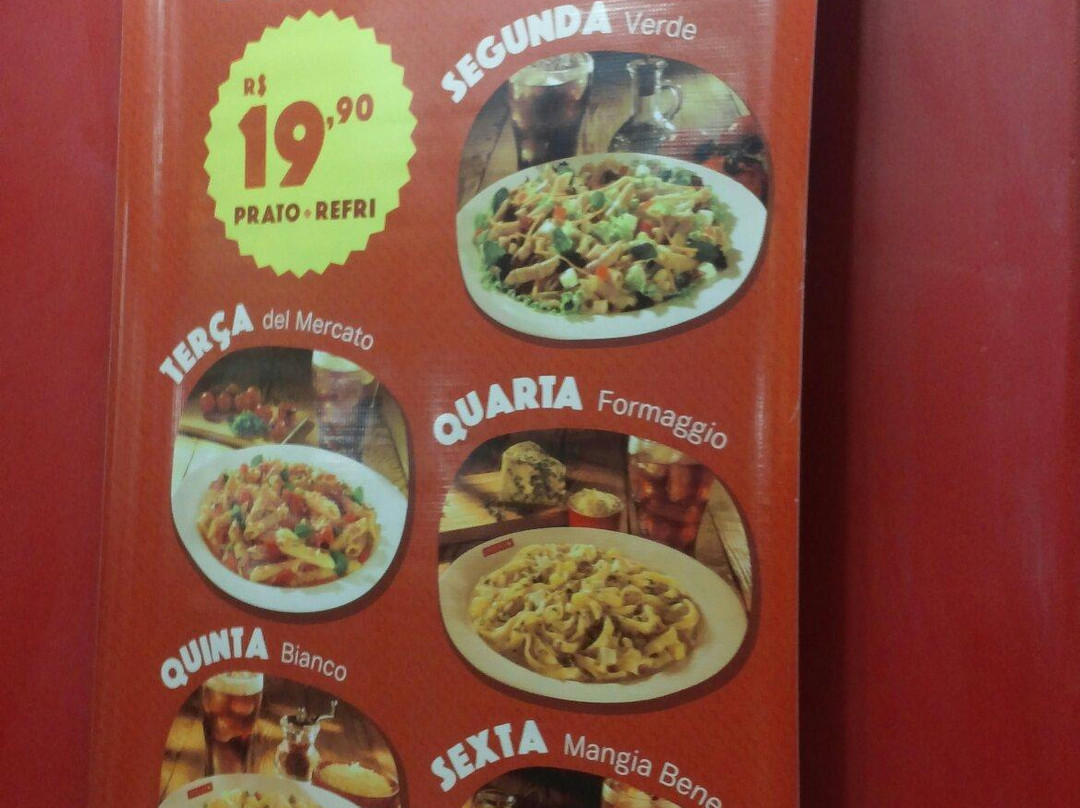 R$
19,90
PRATO + REFRI
SEGUNDA Verde
TERÇA del Mercato
QUARTA Formaggio
QUINTA Bianco
SEXTA Mangia Bene